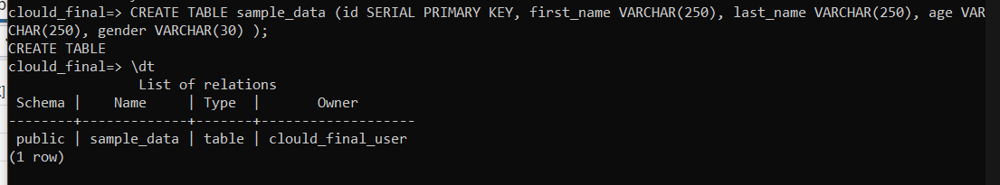 clould_final=> CREATE TABLE sample_data (id SERIAL PRIMARY KEY, first_name VARCHAR(250), last_name VARCHAR(250), age VAR
CHAR(250), gender VARCHAR(30) );
CREATE TABLE
clould_final=> \dt
List of relations
Schema | Name | Type | Owner
--------+-------------+-------+-------------------
public | sample_data | table | clould_final_user
(1 row)